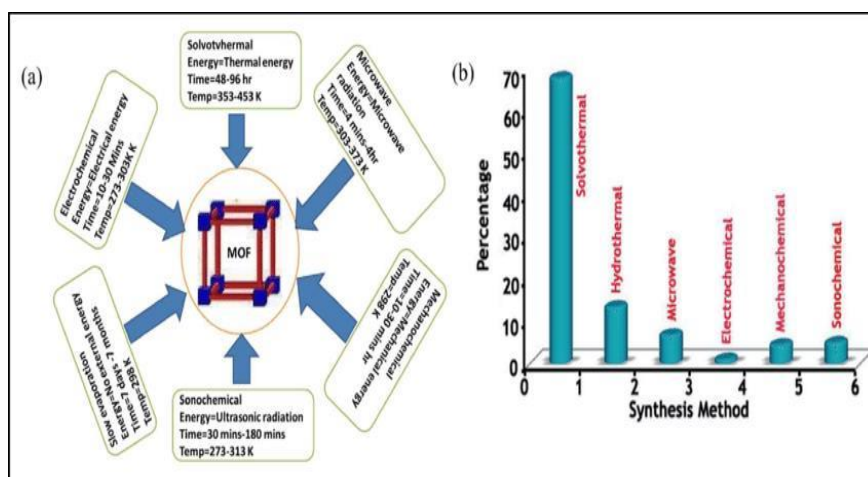 (a)
Solvotvhermal
Energy=Thermal energy
Time=48-96 hr
Temp=353-453 K
Microwave
Energy=Microwave
radiation
Time=4 mins-4hr
Temp=303-373 K
Electrochemical
Energy=Electrical energy
Time=10-30 Mins
Temp=273-303K K
MOF
Slow evaporation
Energy=No external energy
Time=7 days -7 months
Temp=298 K
Sonochemical
Energy=Ultrasonic radiation
Time=30 mins-180 mins
Temp=273-313 K
Mechanochemical
Energy=Mechanical energy
Time=10-30 mins hr
Temp=298 K
(b)
Percentage
70
60
50
40
30
20
10
0
Solvothermal
Hydrothermal
Microwave
Electrochemical
Mechanochemical
Sonochemical
0 1 2 3 4 5 6
Synthesis Method